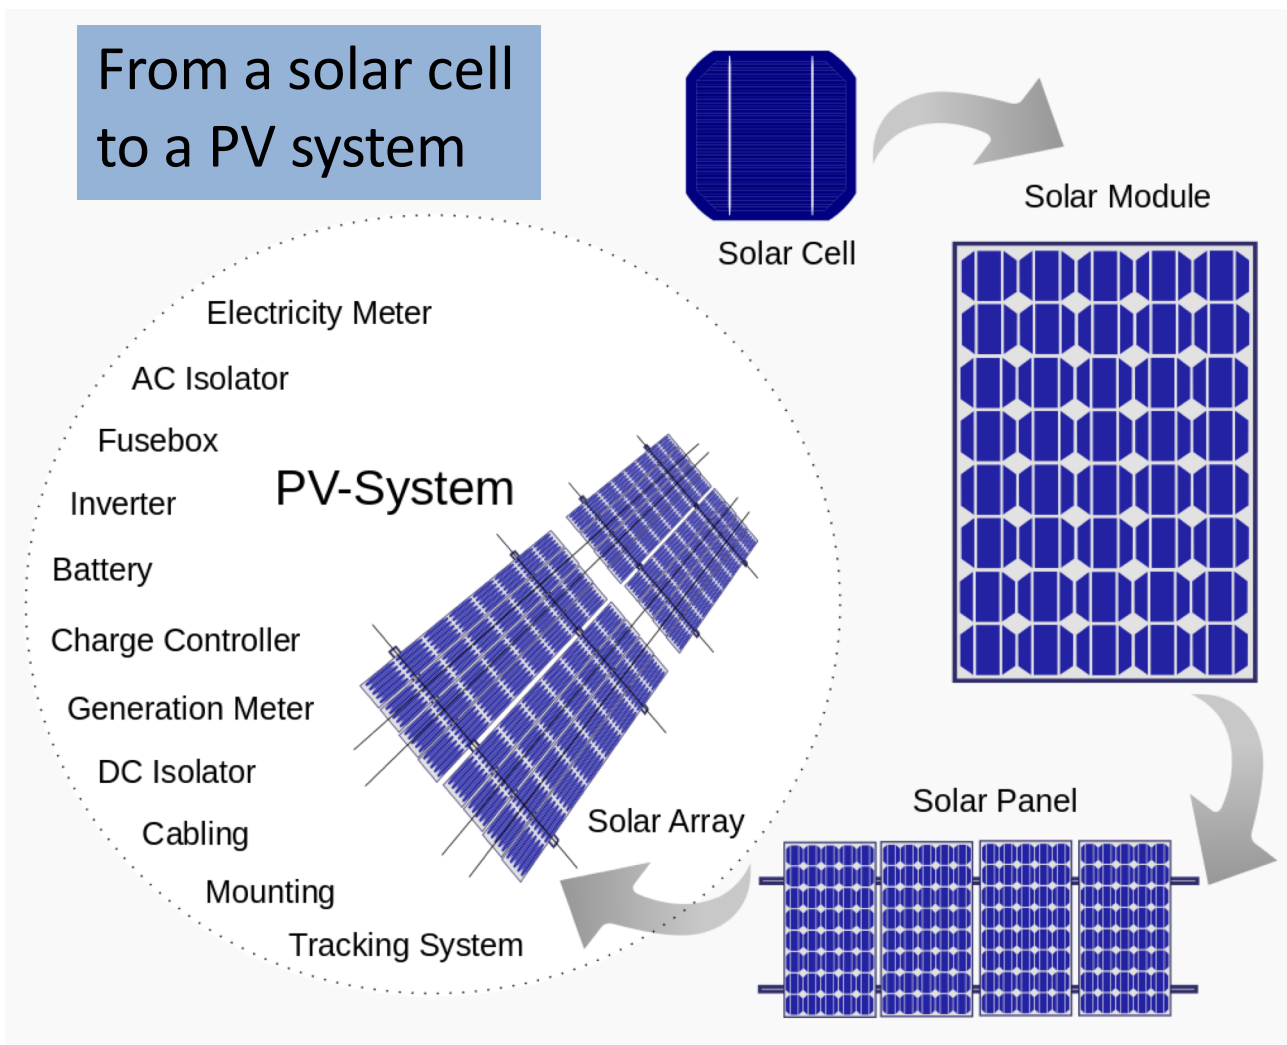 From a solar cell
to a PV system
Solar Cell
Solar Module
Solar Panel
Solar Array
PV-System
Electricity Meter
AC Isolator
Fusebox
Inverter
Battery
Charge Controller
Generation Meter
DC Isolator
Cabling
Mounting
Tracking System